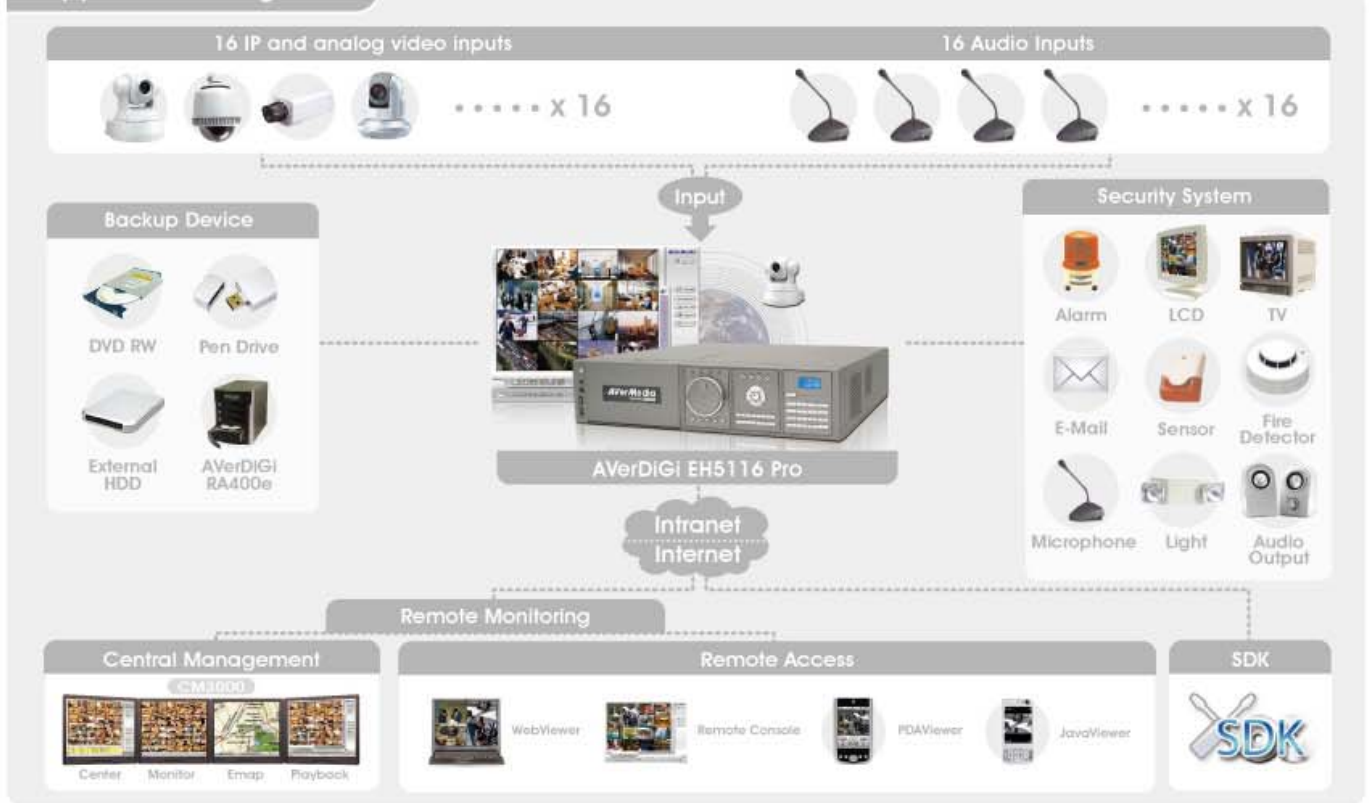 16 IP and analog video inputs
16 Audio Inputs
• • • • • x 16
• • • • • x 16
Input
Backup Device
DVD RW
Pen Drive
External
HDD
AVerDiGi
RA400e
AVerMedia
AVerDiGi EH5116 Pro
Security System
Alarm
LCD
TV
E-Mail
Sensor
Fire
Detector
Microphone
Light
Audio
Output
Intranet
Internet
Remote Monitoring
Central Management
CM3000
Center
Monitor
Emap
Playback
Remote Access
WebViewer
Remote Console
PDAViewer
JavaViewer
SDK
SDK